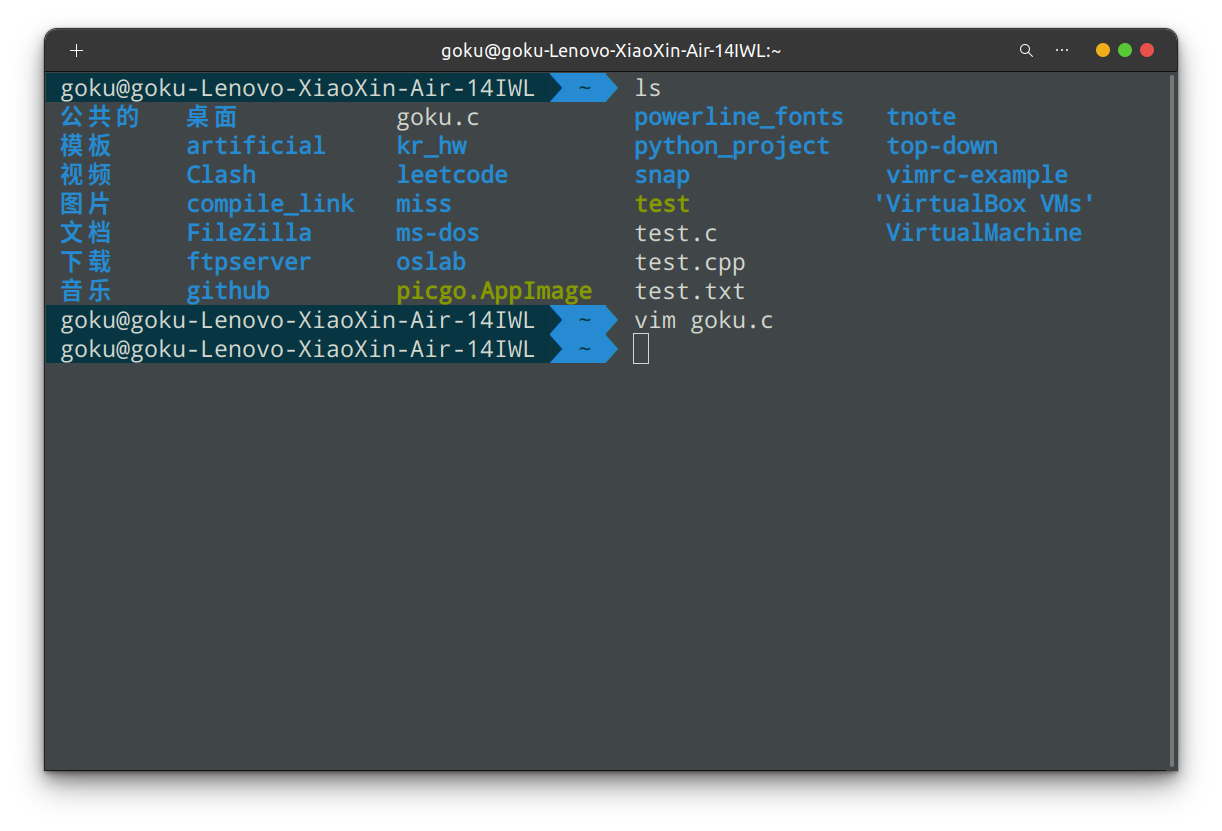 goku@goku-Lenovo-XiaoXin-Air-14IWL:~
goku@goku-Lenovo-XiaoXin-Air-14IWL ~ ls
公共的 桌面 goku.c powerline_fonts tnote
模板 artificial kr_hw python_project top-down
视频 Clash leetcode snap vimrc-example
图片 compile_link miss test 'VirtualBox VMs'
文档 FileZilla ms-dos test.c VirtualMachine
下载 ftpserver oslab test.cpp
音乐 github picgo.AppImage test.txt
goku@goku-Lenovo-XiaoXin-Air-14IWL ~ vim goku.c
goku@goku-Lenovo-XiaoXin-Air-14IWL ~